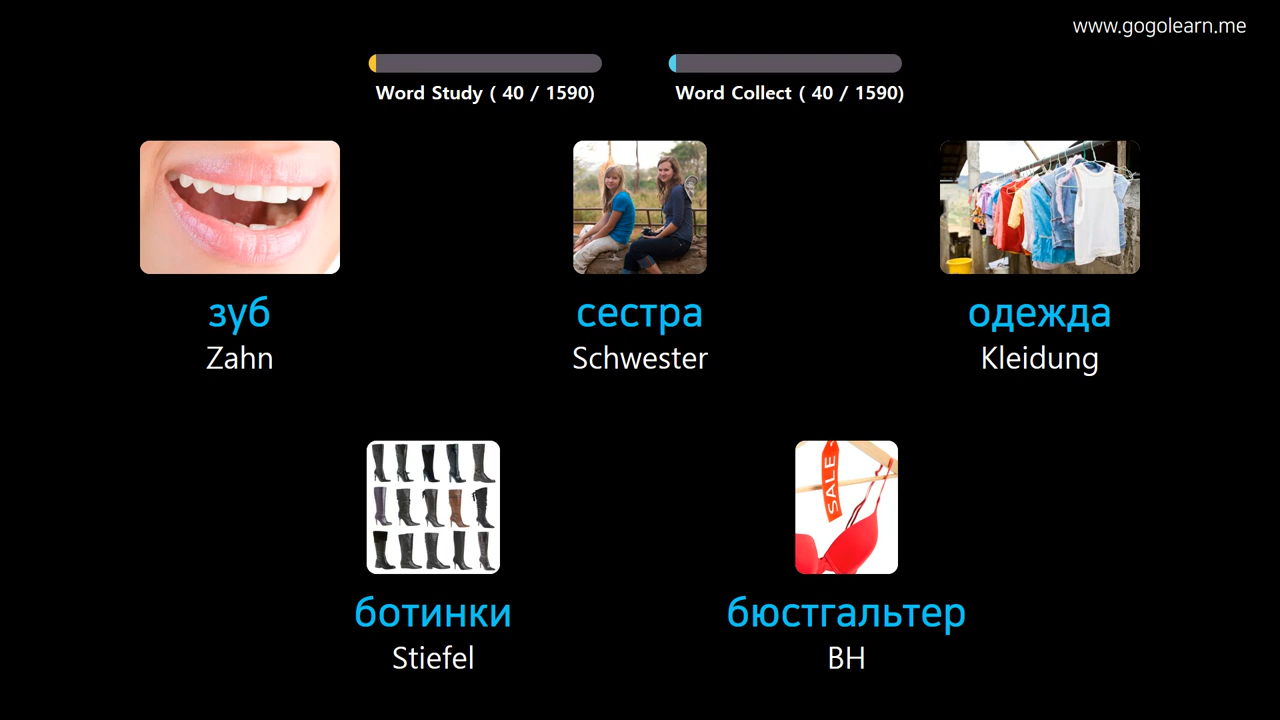 www.gogolearn.me
Word Study ( 40 / 1590)
Word Collect ( 40 / 1590)
зуб
Zahn
сестра
Schwester
одежда
Kleidung
SALE
ботинки
Stiefel
бюстгальтер
BH